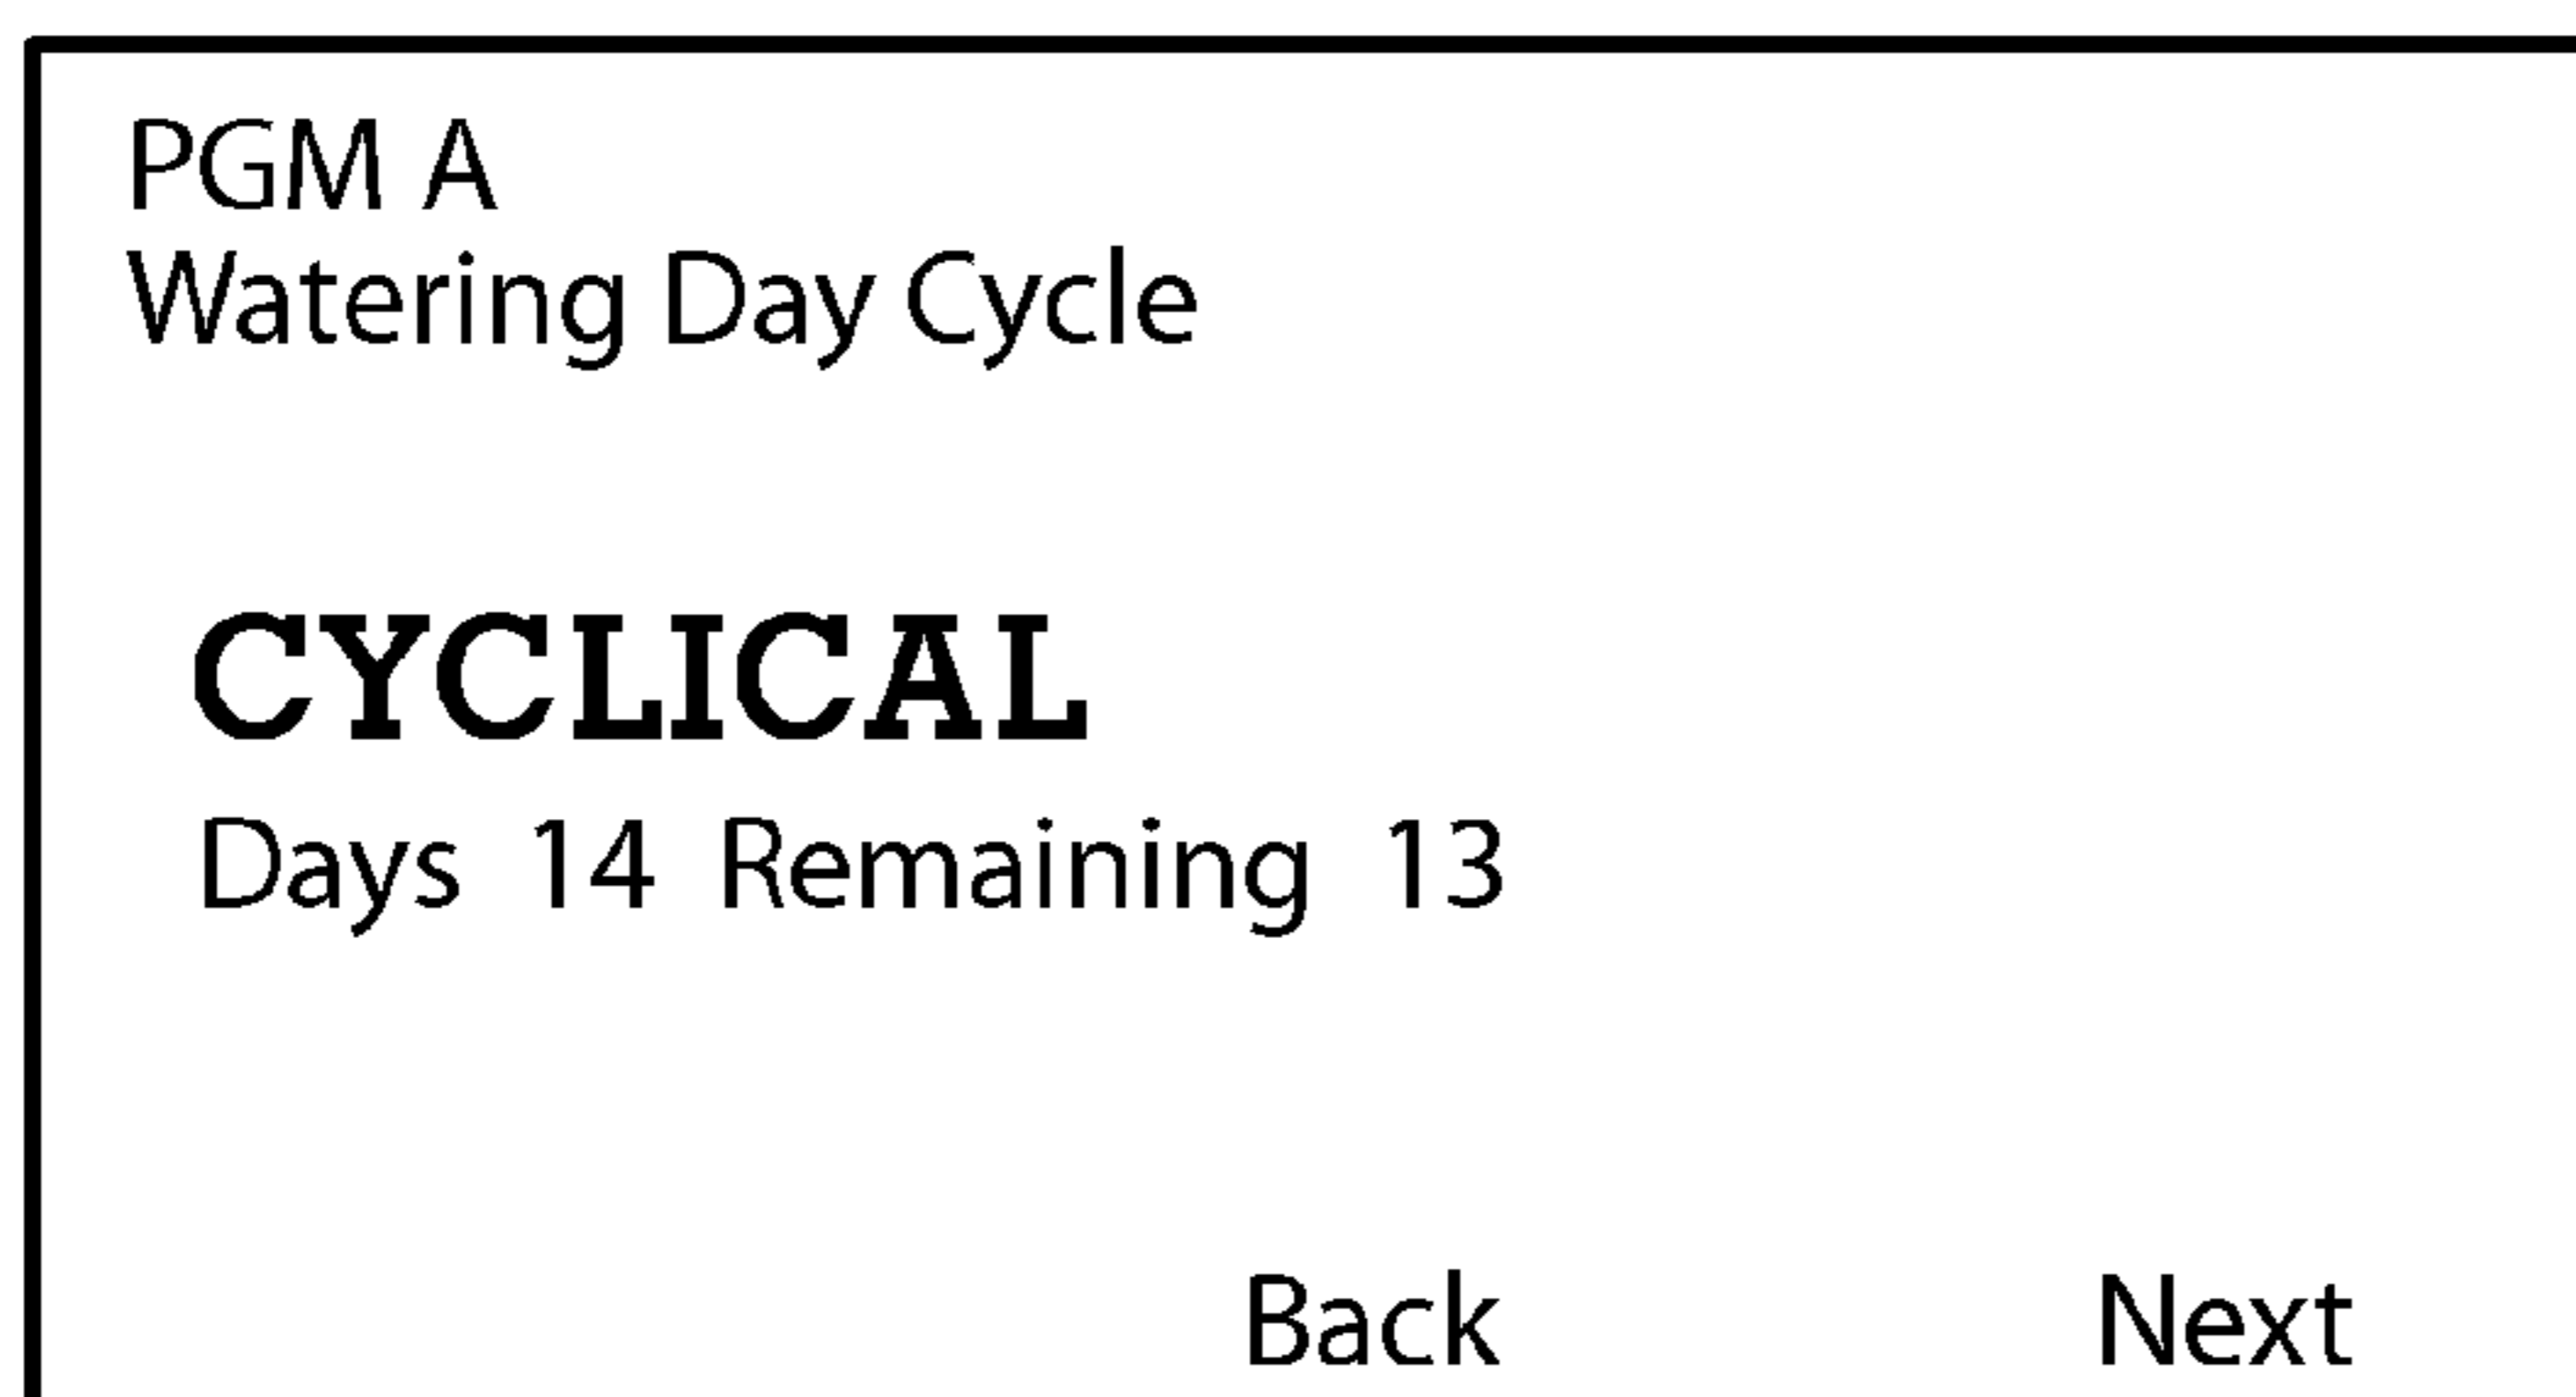 PGM A
Watering Day Cycle
CYCLICAL
Days 14 Remaining 13
Back Next